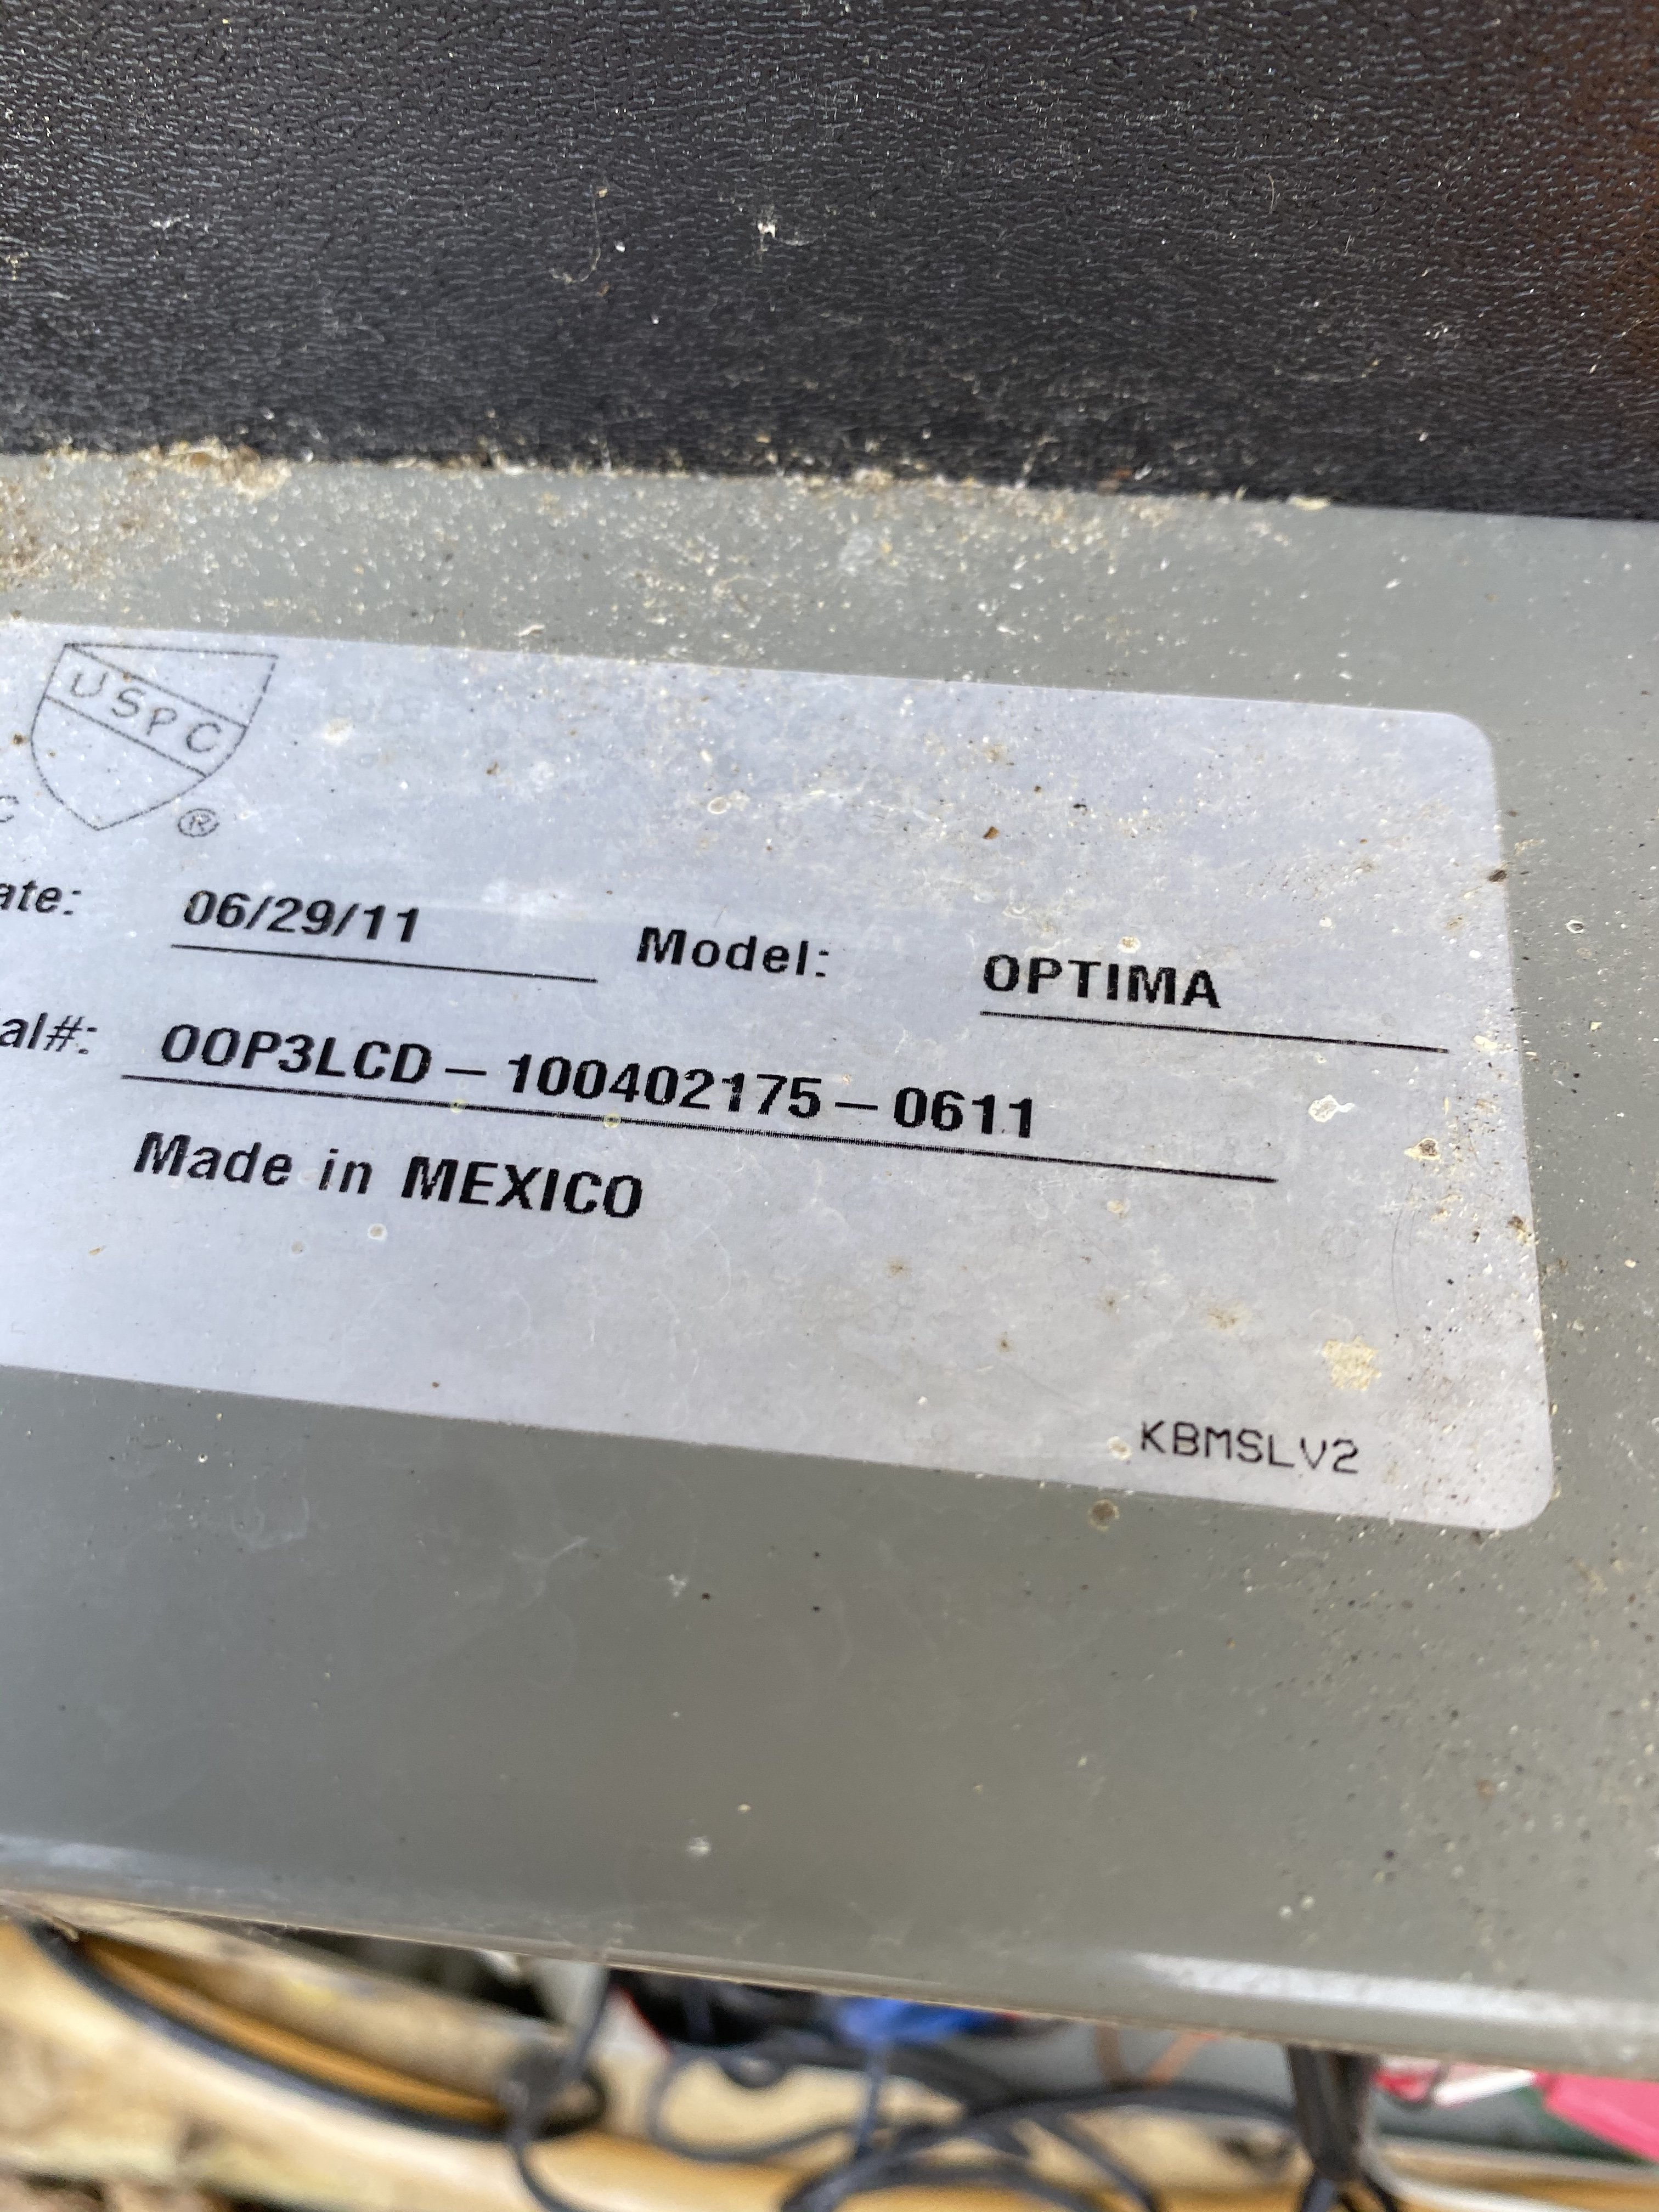 USPC
C ®
ate: 06/29/11 Model: OPTIMA
al#: OOP3LCD-100402175-0611
Made in MEXICO
KBMSLV2